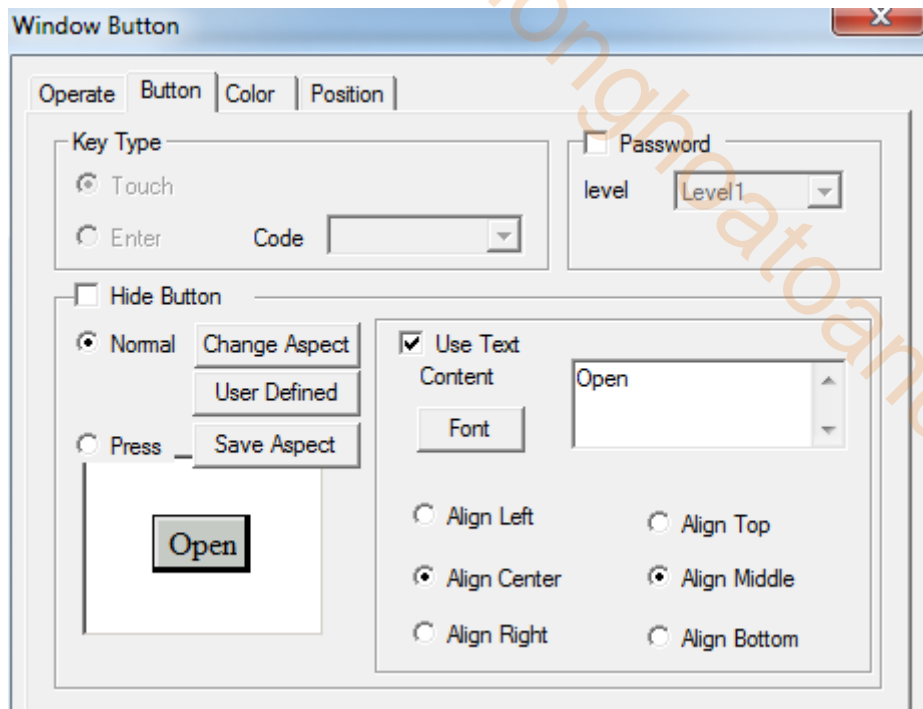 Window Button
Operate Button Color Position
Key Type
Password
Touch
level Level1
Enter Code
Hide Button
Normal Change Aspect
Use Text
Content Open
User Defined
Font
Press Save Aspect
Open
Align Left Align Top
Align Center Align Middle
Align Right Align Bottom